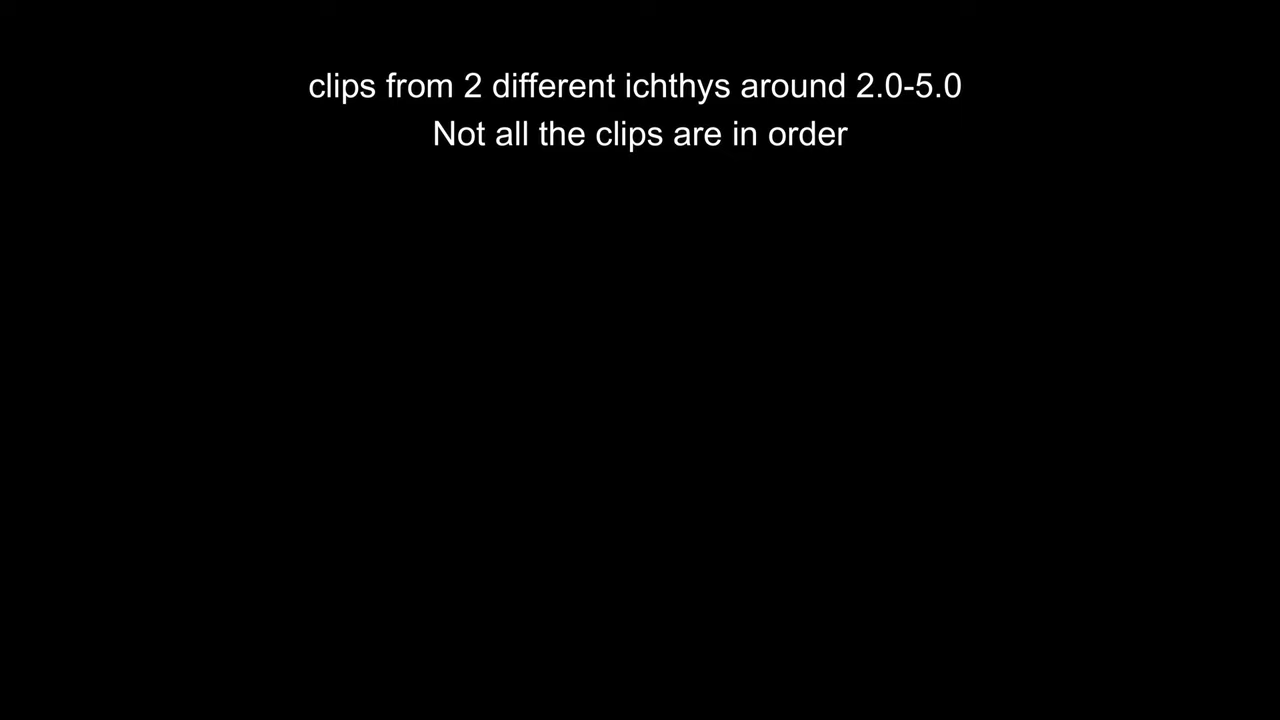 clips from 2 different ichthys around 2.0-5.0
Not all the clips are in order